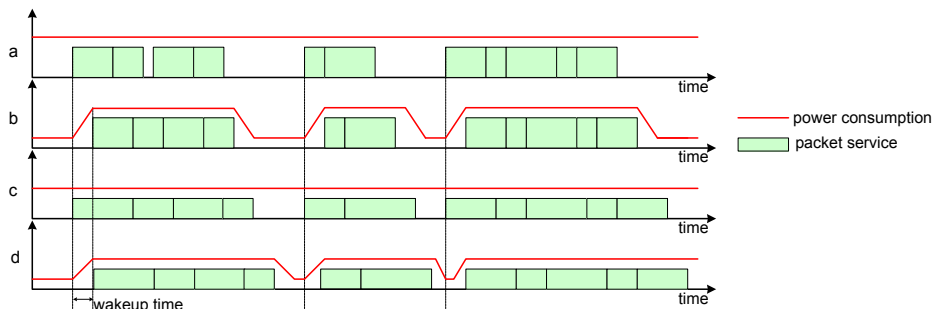 a
time
b
power consumption
packet service
time
c
time
d
time
wakeup time